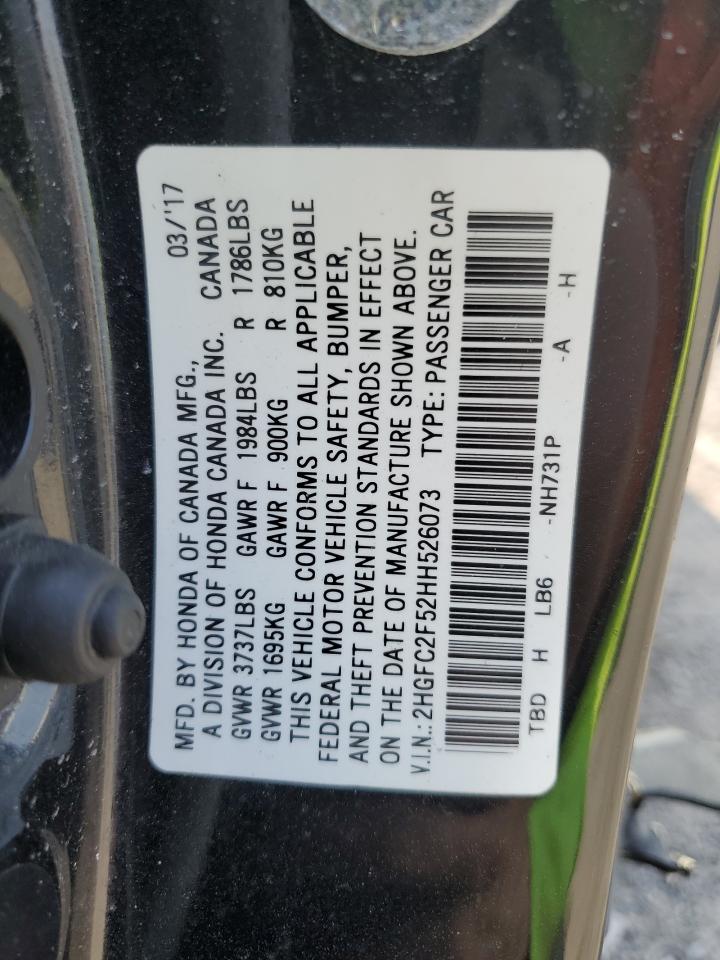 MFD. BY HONDA OF CANADA MFG., 03/'17
A DIVISION OF HONDA CANADA INC. CANADA
GVWR 3737LBS GAWR F 1984LBS R 1786LBS
GVWR 1695KG GAWR F 900KG R 810KG
THIS VEHICLE CONFORMS TO ALL APPLICABLE
FEDERAL MOTOR VEHICLE SAFETY, BUMPER,
AND THEFT PREVENTION STANDARDS IN EFFECT
ON THE DATE OF MANUFACTURE SHOWN ABOVE.
V.I.N.: 2HGFC2F52HH526073 TYPE: PASSENGER CAR
TBD H LB6 -NH731P -A -H